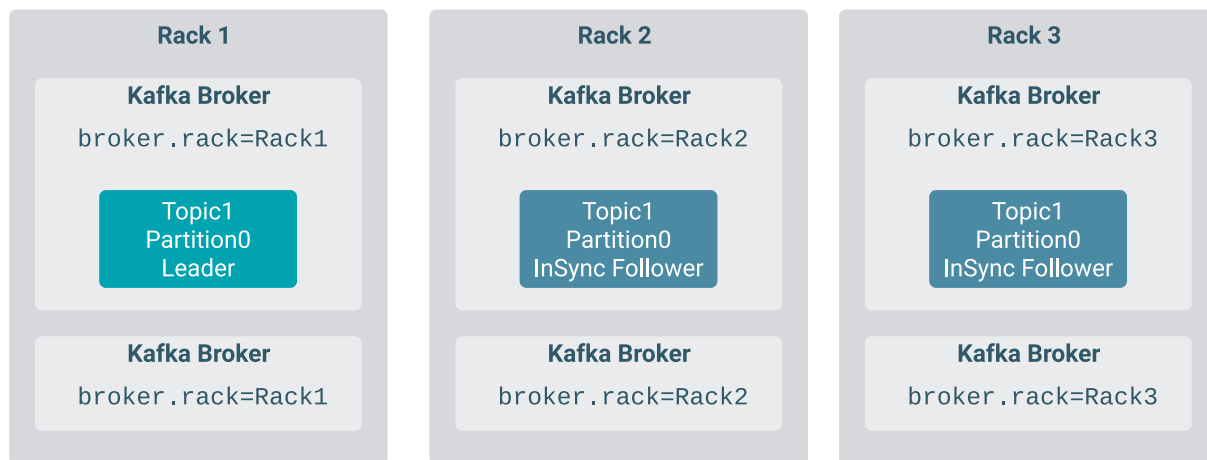 Rack 1
Kafka Broker
broker.rack=Rack1
Topic1
Partition0
Leader
Kafka Broker
broker.rack=Rack1
Rack 2
Kafka Broker
broker.rack=Rack2
Topic1
Partition0
InSync Follower
Kafka Broker
broker.rack=Rack2
Rack 3
Kafka Broker
broker.rack=Rack3
Topic1
Partition0
InSync Follower
Kafka Broker
broker.rack=Rack3